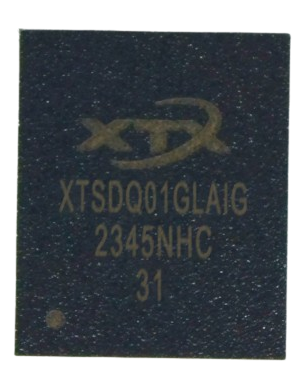 XTX
XTSDQ01GLAIG
2345NHC
31